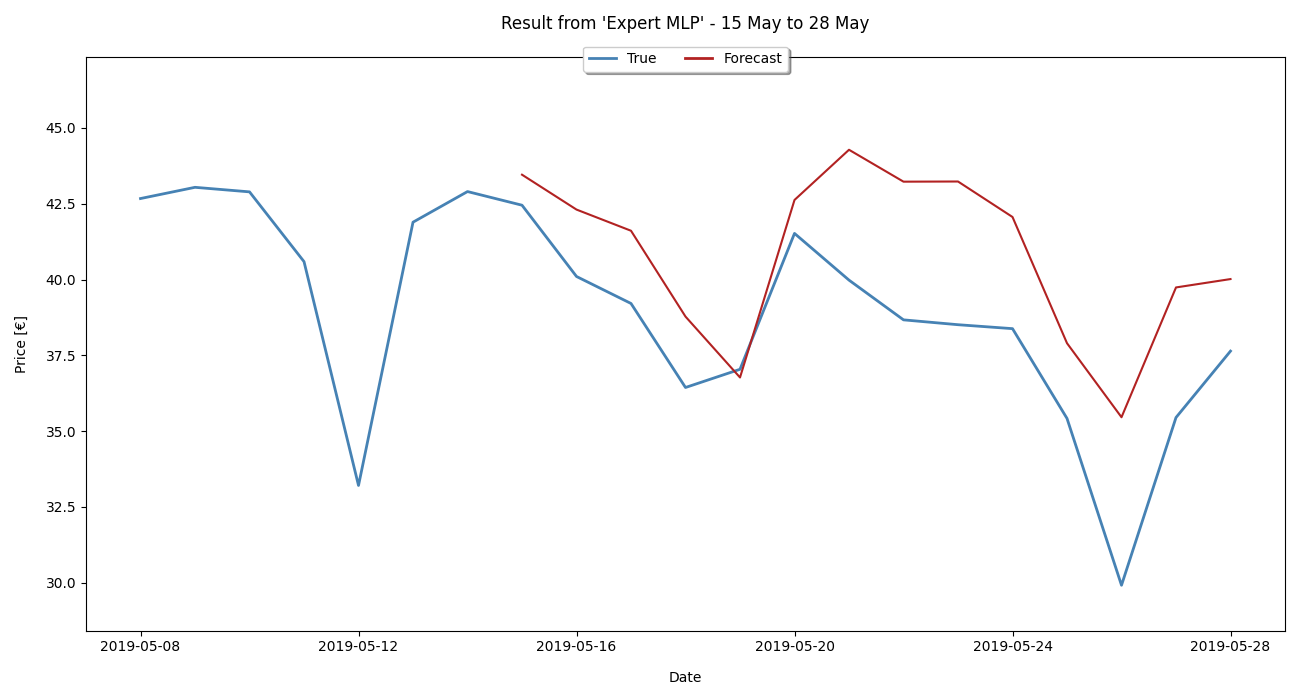 Result from 'Expert MLP' - 15 May to 28 May
True Forecast
45.0
42.5
40.0
37.5
35.0
32.5
30.0
Price [€]
2019-05-08 2019-05-12 2019-05-16 2019-05-20 2019-05-24 2019-05-28
Date